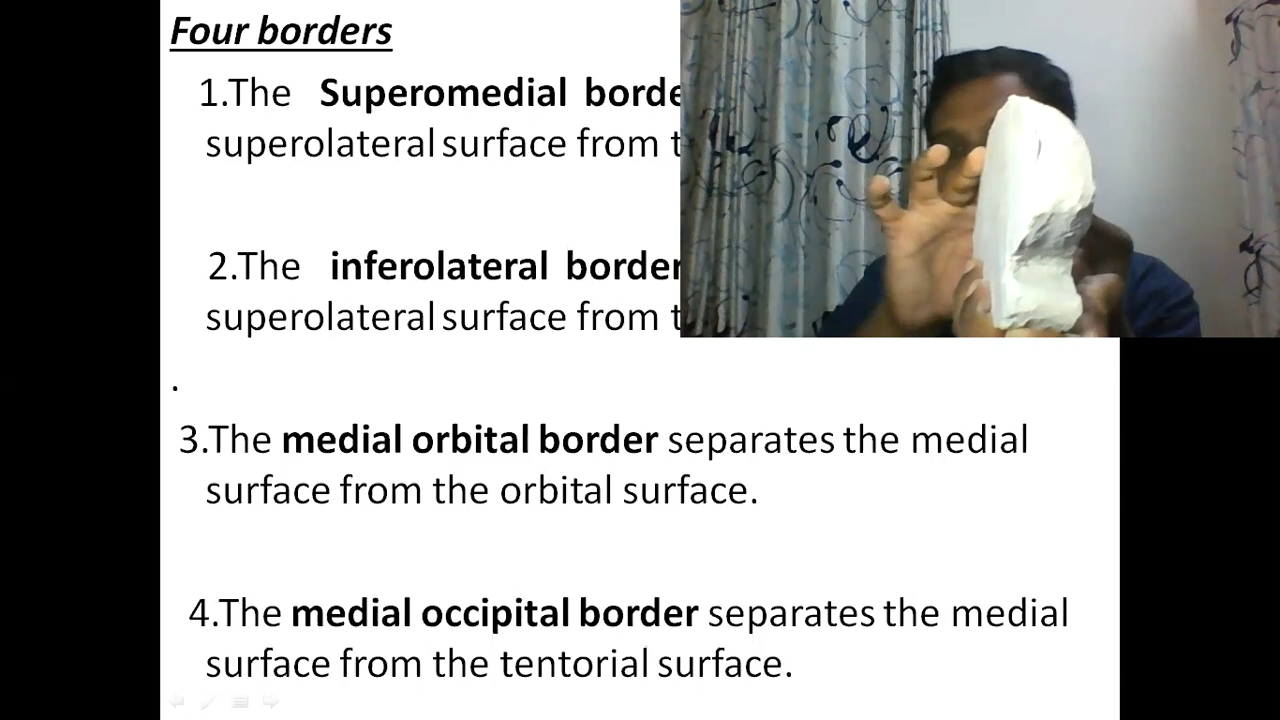 Four borders
1.The Superomedial
superolateral surface from
2.The inferolateral border
superolateral surface from
.
3.The medial orbital border separates the medial
surface from the orbital surface.
4.The medial occipital border separates the medial
surface from the tentorial surface.